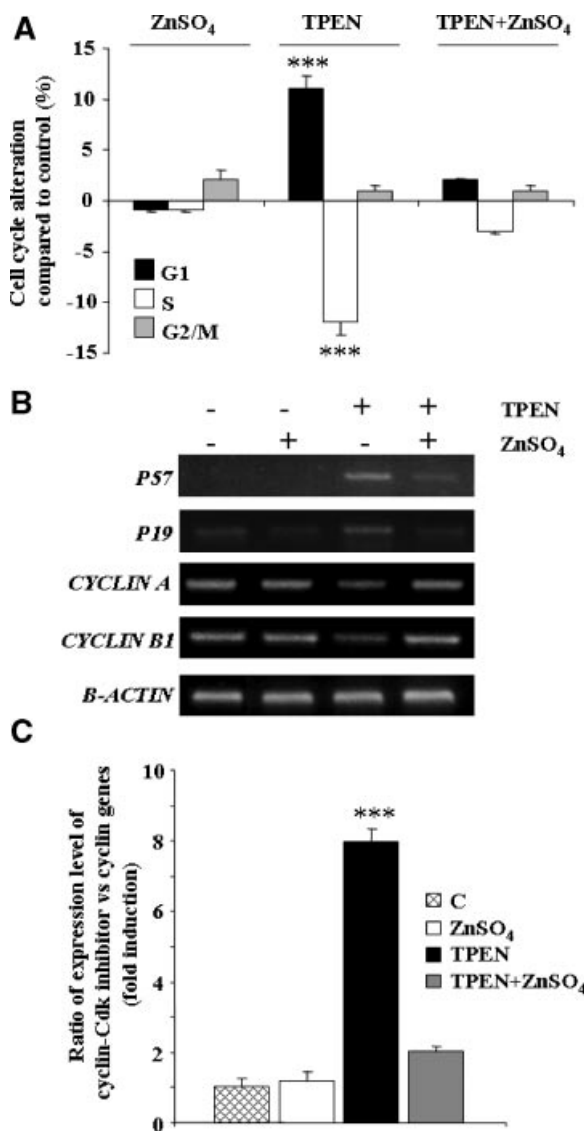 A
ZnSO₄ TPEN TPEN+ZnSO₄
Cell cycle alteration
compared to control (%)
15
10
5
0
-5
-10
-15
***
***
G1
S
G2/M
B
- - + + TPEN
- + - + ZnSO₄
P57
P19
CYCLIN A
CYCLIN B1
B-ACTIN
C
Ratio of expression level of
cyclin-Cdk inhibitor vs cyclin genes
(fold induction)
10
8
6
4
2
0
***
C
ZnSO₄
TPEN
TPEN+ZnSO₄